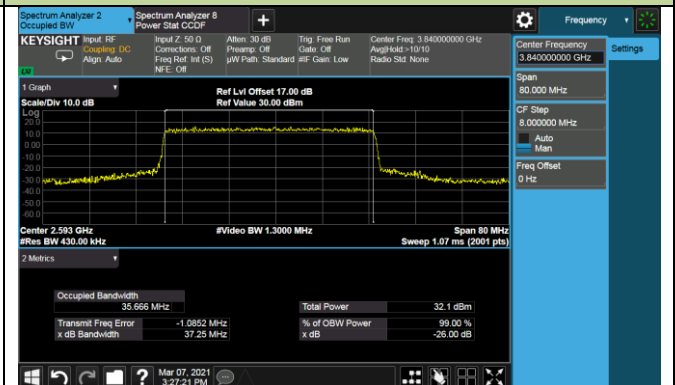 Spectrum Analyzer 2
Occupied BW
Spectrum Analyzer 8
Power Stat CCDF
Frequency
KEYSIGHT
Input: RF
Coupling: DC
Align: Auto
Input Z: 50 Ω
Corrections: Off
Freq Ref: Int (S)
NFE: Off
Atten: 30 dB
Preamp: Off
µW Path: Standard
Trig: Free Run
Gate: Off
#IF Gain: Low
Center Freq: 3.840000000 GHz
Avg|Hold:>10/10
Radio Std: None
Center Frequency
3.840000000 GHz
Settings
Span
80.000 MHz
CF Step
8.000000 MHz
Auto
Man
Freq Offset
0 Hz
1 Graph
Scale/Div 10.0 dB
Ref Lvl Offset 17.00 dB
Ref Value 30.00 dBm
Log
20.0
10.0
0.00
-10.0
-20.0
-30.0
-40.0
-50.0
-60.0
Center 2.593 GHz
#Res BW 430.00 kHz
#Video BW 1.3000 MHz
Span 80 MHz
Sweep 1.07 ms (2001 pts)
2 Metrics
Occupied Bandwidth
35.666 MHz
Total Power 32.1 dBm
Transmit Freq Error -1.0852 MHz
% of OBW Power 99.00 %
x dB Bandwidth 37.25 MHz
x dB -26.00 dB
?
Mar 07, 2021
3:27:21 PM